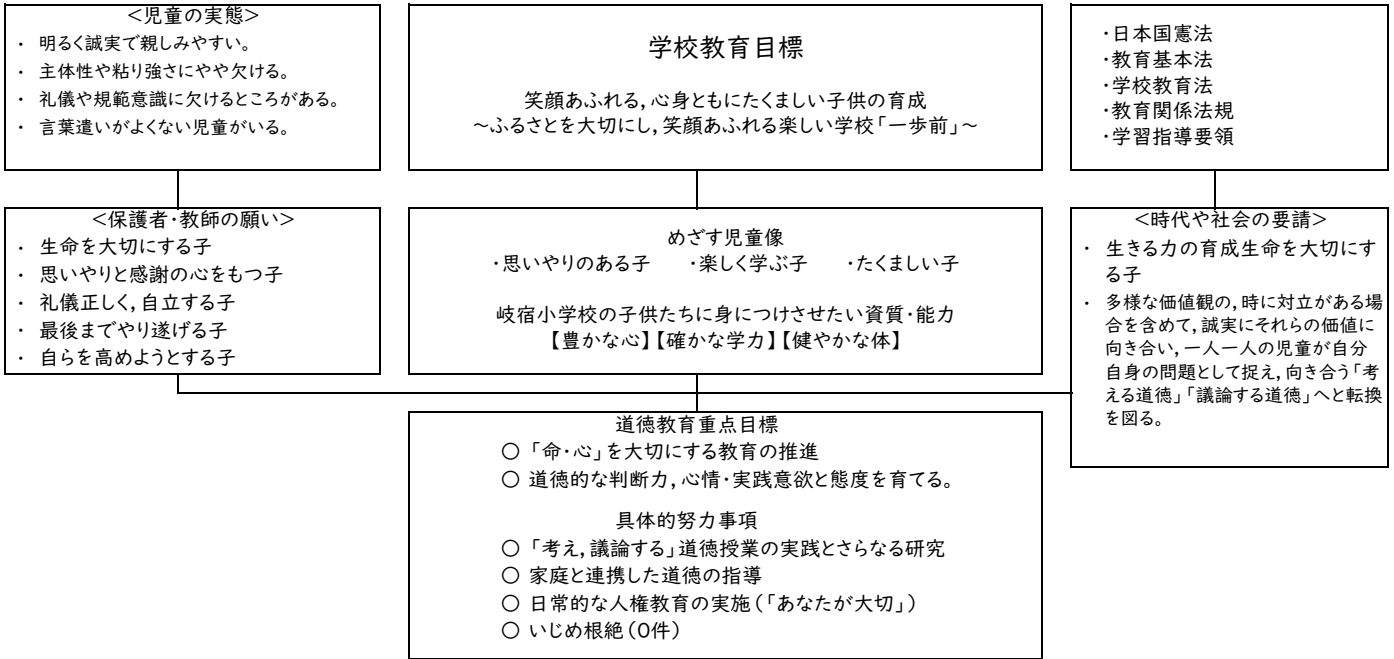 <児童の実態>
・ 明るく誠実で親しみやすい。
・ 主体性や粘り強さにやや欠ける。
・ 礼儀や規範意識に欠けるところがある。
・ 言葉遣いがよくない児童がいる。
学校教育目標
笑顔あふれる,心身ともにたくましい子供の育成
～ふるさとを大切にし,笑顔あふれる楽しい学校「一歩前」～
・日本国憲法
・教育基本法
・学校教育法
・教育関係法規
・学習指導要領
<保護者・教師の願い>
・ 生命を大切にする子
・ 思いやりと感謝の心をもつ子
・ 礼儀正しく,自立する子
・ 最後までやり遂げる子
・ 自らを高めようとする子
めざす児童像
・思いやりのある子 ・楽しく学ぶ子 ・たくましい子
岐宿小学校の子供たちに身につけさせたい資質・能力
【豊かな心】【確かな学力】【健やかな体】
<時代や社会の要請>
・ 生きる力の育成生命を大切にす
る子
・ 多様な価値観の,時に対立がある場
合を含めて,誠実にそれらの価値に
向き合い,一人一人の児童が自分
自身の問題として捉え,向き合う「考
える道徳」「議論する道徳」へと転換
を図る。
道徳教育重点目標
○ 「命・心」を大切にする教育の推進
○ 道徳的な判断力,心情・実践意欲と態度を育てる。
具体的努力事項
○ 「考え,議論する」道徳授業の実践とさらなる研究
○ 家庭と連携した道徳の指導
○ 日常的な人権教育の実施(「あなたが大切」)
○ いじめ根絶(0件)